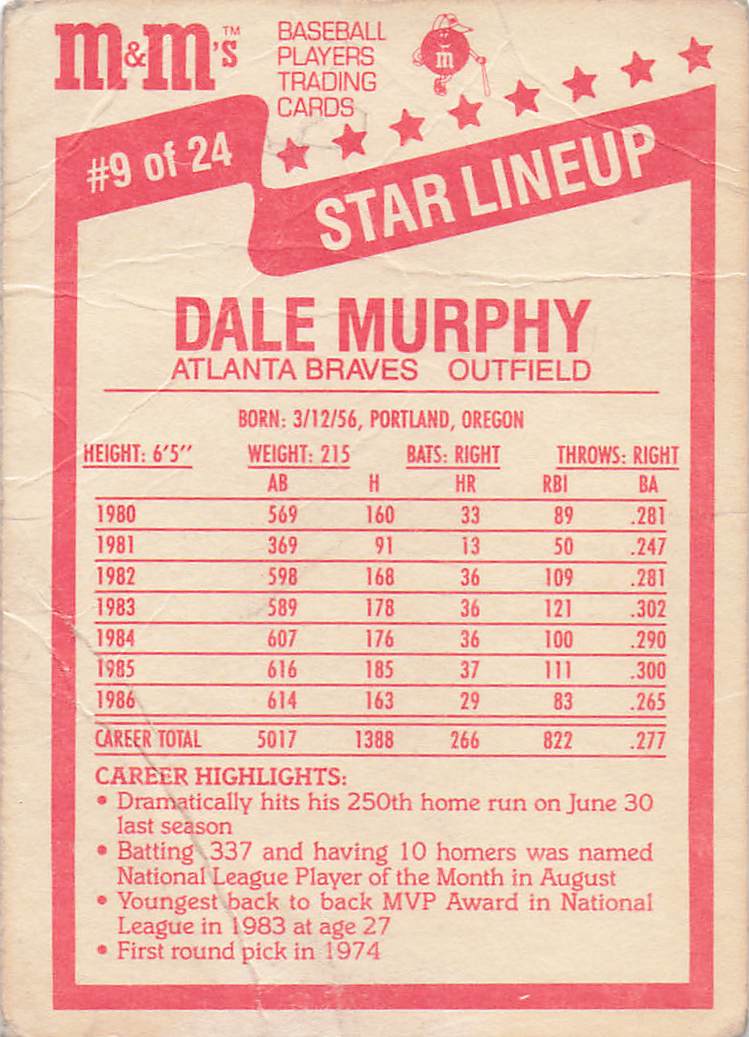 m&m's™
BASEBALL
PLAYERS
TRADING
CARDS
m
#9 of 24
STAR LINEUP
DALE MURPHY
ATLANTA BRAVES OUTFIELD
BORN: 3/12/56, PORTLAND, OREGON
HEIGHT: 6'5" WEIGHT: 215 BATS: RIGHT THROWS: RIGHT
AB H HR RBI BA
1980 569 160 33 89 .281
1981 369 91 13 50 .247
1982 598 168 36 109 .281
1983 589 178 36 121 .302
1984 607 176 36 100 .290
1985 616 185 37 111 .300
1986 614 163 29 83 .265
CAREER TOTAL 5017 1388 266 822 .277
CAREER HIGHLIGHTS:
• Dramatically hits his 250th home run on June 30
last season
• Batting 337 and having 10 homers was named
National League Player of the Month in August
• Youngest back to back MVP Award in National
League in 1983 at age 27
• First round pick in 1974